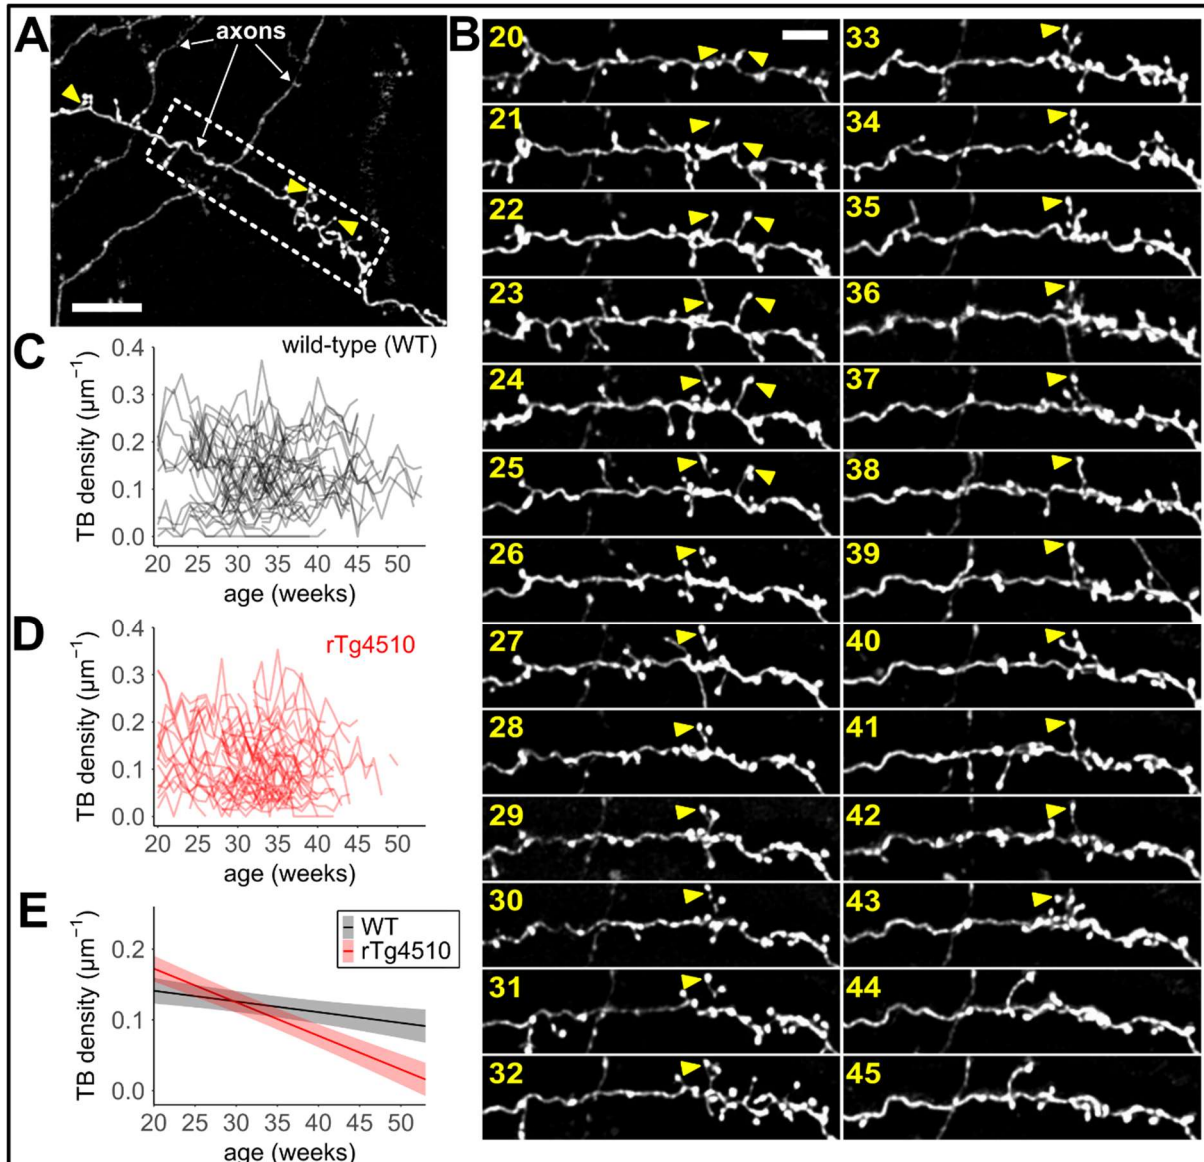 A
axons
B
20
21
22
23
24
25
26
27
28
29
30
31
32
33
34
35
36
37
38
39
40
41
42
43
44
45
C
wild-type (WT)
TB density (µm⁻¹)
0.4
0.3
0.2
0.1
0.0
20 25 30 35 40 45 50
age (weeks)
D
rTg4510
TB density (µm⁻¹)
0.4
0.3
0.2
0.1
0.0
20 25 30 35 40 45 50
age (weeks)
E
WT
rTg4510
TB density (µm⁻¹)
0.2
0.1
0.0
20 25 30 35 40 45 50
age (weeks)